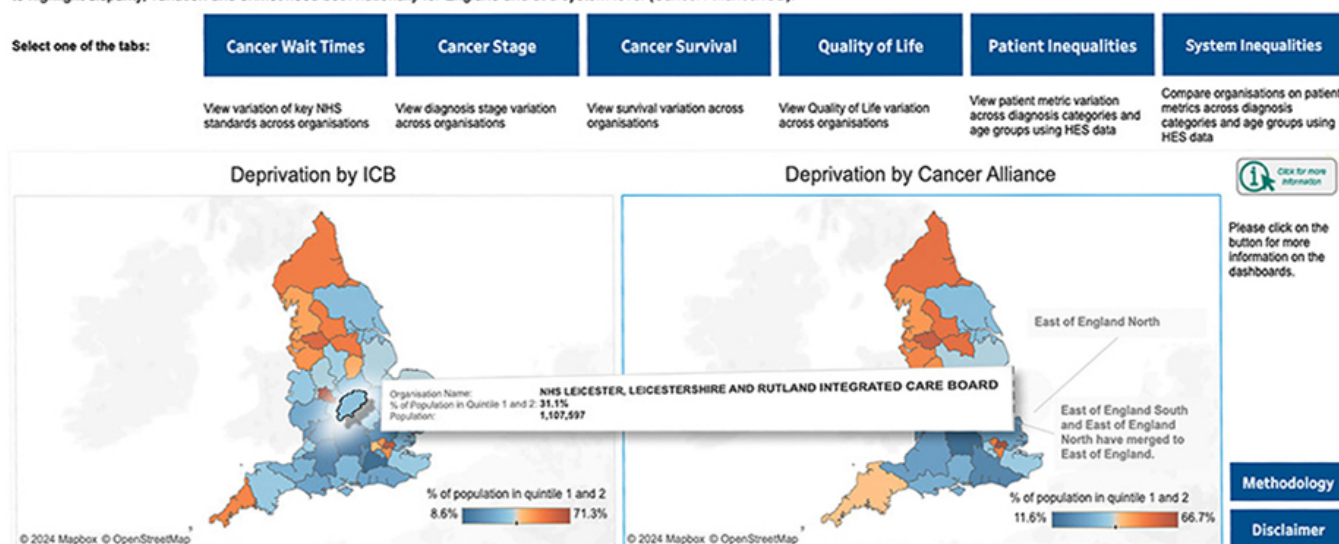 Select one of the tabs:
Cancer Wait Times
Cancer Stage
Cancer Survival
Quality of Life
Patient Inequalities
System Inequalities
View variation of key NHS
standards across organisations
View diagnosis stage variation
across organisations
View survival variation across
organisations
View Quality of Life variation
across organisations
View patient metric variation
across diagnosis categories and
age groups using HES data
Compare organisations on patient
metrics across diagnosis
categories and age groups using
HES data
Deprivation by ICB
Deprivation by Cancer Alliance
Click for more
information
Please click on the
button for more
information on the
dashboards.
East of England North
Organisation Name: NHS LEICESTER, LEICESTERSHIRE AND RUTLAND INTEGRATED CARE BOARD
% of Population in Quintile 1 and 2: 31.1%
Population: 1,107,597
East of England South
and East of England
North have merged to
East of England.
% of population in quintile 1 and 2
8.6% 71.3%
% of population in quintile 1 and 2
11.6% 66.7%
Methodology
Disclaimer
© 2024 Mapbox © OpenStreetMap
© 2024 Mapbox © OpenStreetMap